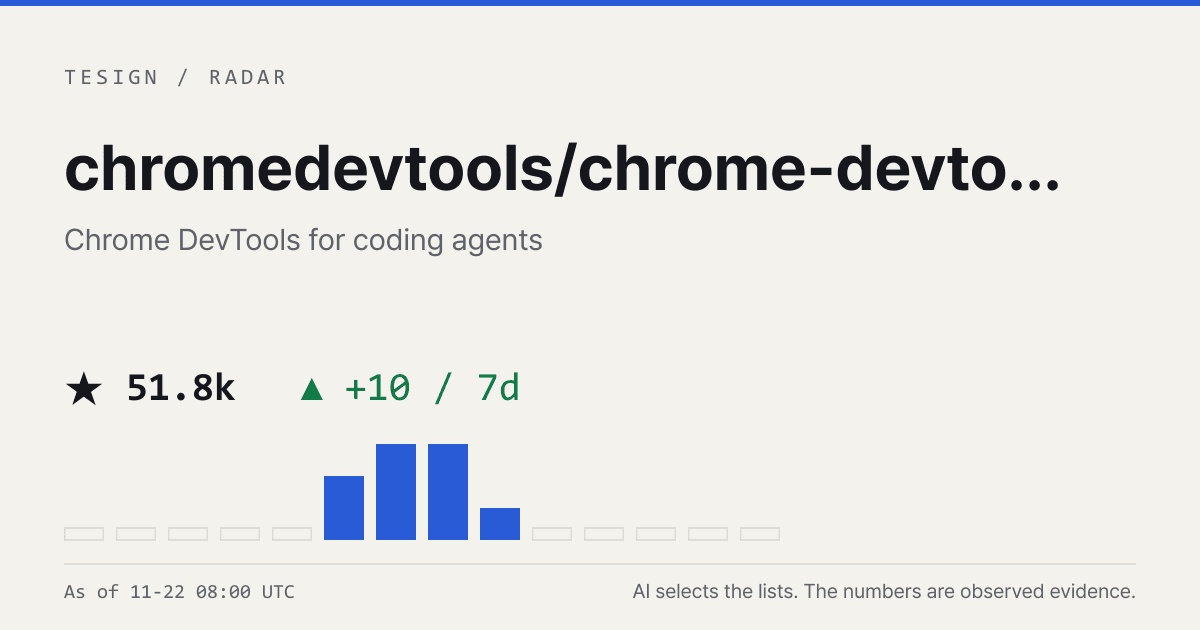 TESIGN / RADAR
chromedevtools/chrome-devto...
Chrome DevTools for coding agents
★ 51.8k ▲ +10 / 7d
As of 11-22 08:00 UTC
AI selects the lists. The numbers are observed evidence.